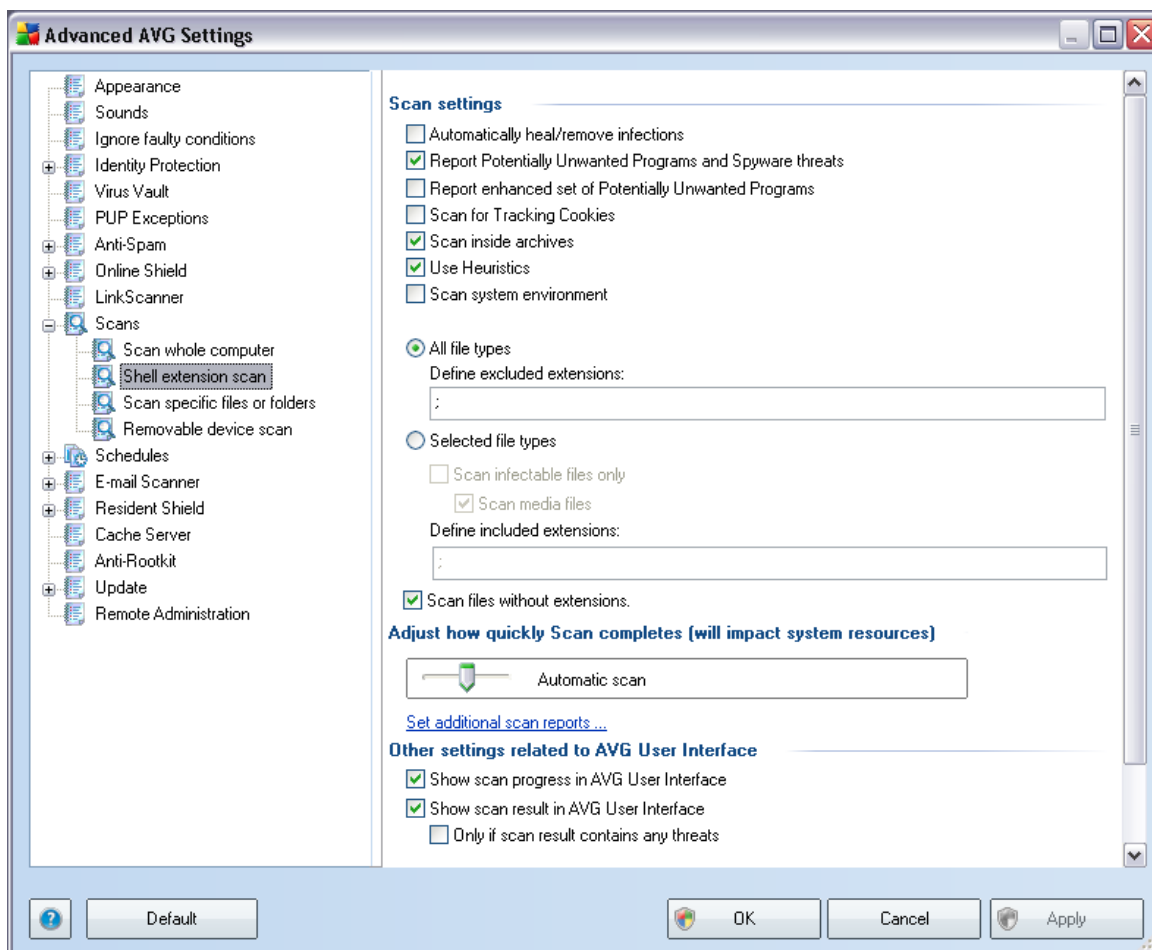 Advanced AVG Settings
Appearance
Sounds
Ignore faulty conditions
Identity Protection
Virus Vault
PUP Exceptions
Anti-Spam
Online Shield
LinkScanner
Scans
Scan whole computer
Shell extension scan
Scan specific files or folders
Removable device scan
Schedules
E-mail Scanner
Resident Shield
Cache Server
Anti-Rootkit
Update
Remote Administration
Scan settings
Automatically heal/remove infections
Report Potentially Unwanted Programs and Spyware threats
Report enhanced set of Potentially Unwanted Programs
Scan for Tracking Cookies
Scan inside archives
Use Heuristics
Scan system environment
All file types
Define excluded extensions:
;
Selected file types
Scan infectable files only
Scan media files
Define included extensions:
;
Scan files without extensions.
Adjust how quickly Scan completes (will impact system resources)
Automatic scan
Set additional scan reports ...
Other settings related to AVG User Interface
Show scan progress in AVG User Interface
Show scan result in AVG User Interface
Only if scan result contains any threats
?
Default
OK
Cancel
Apply